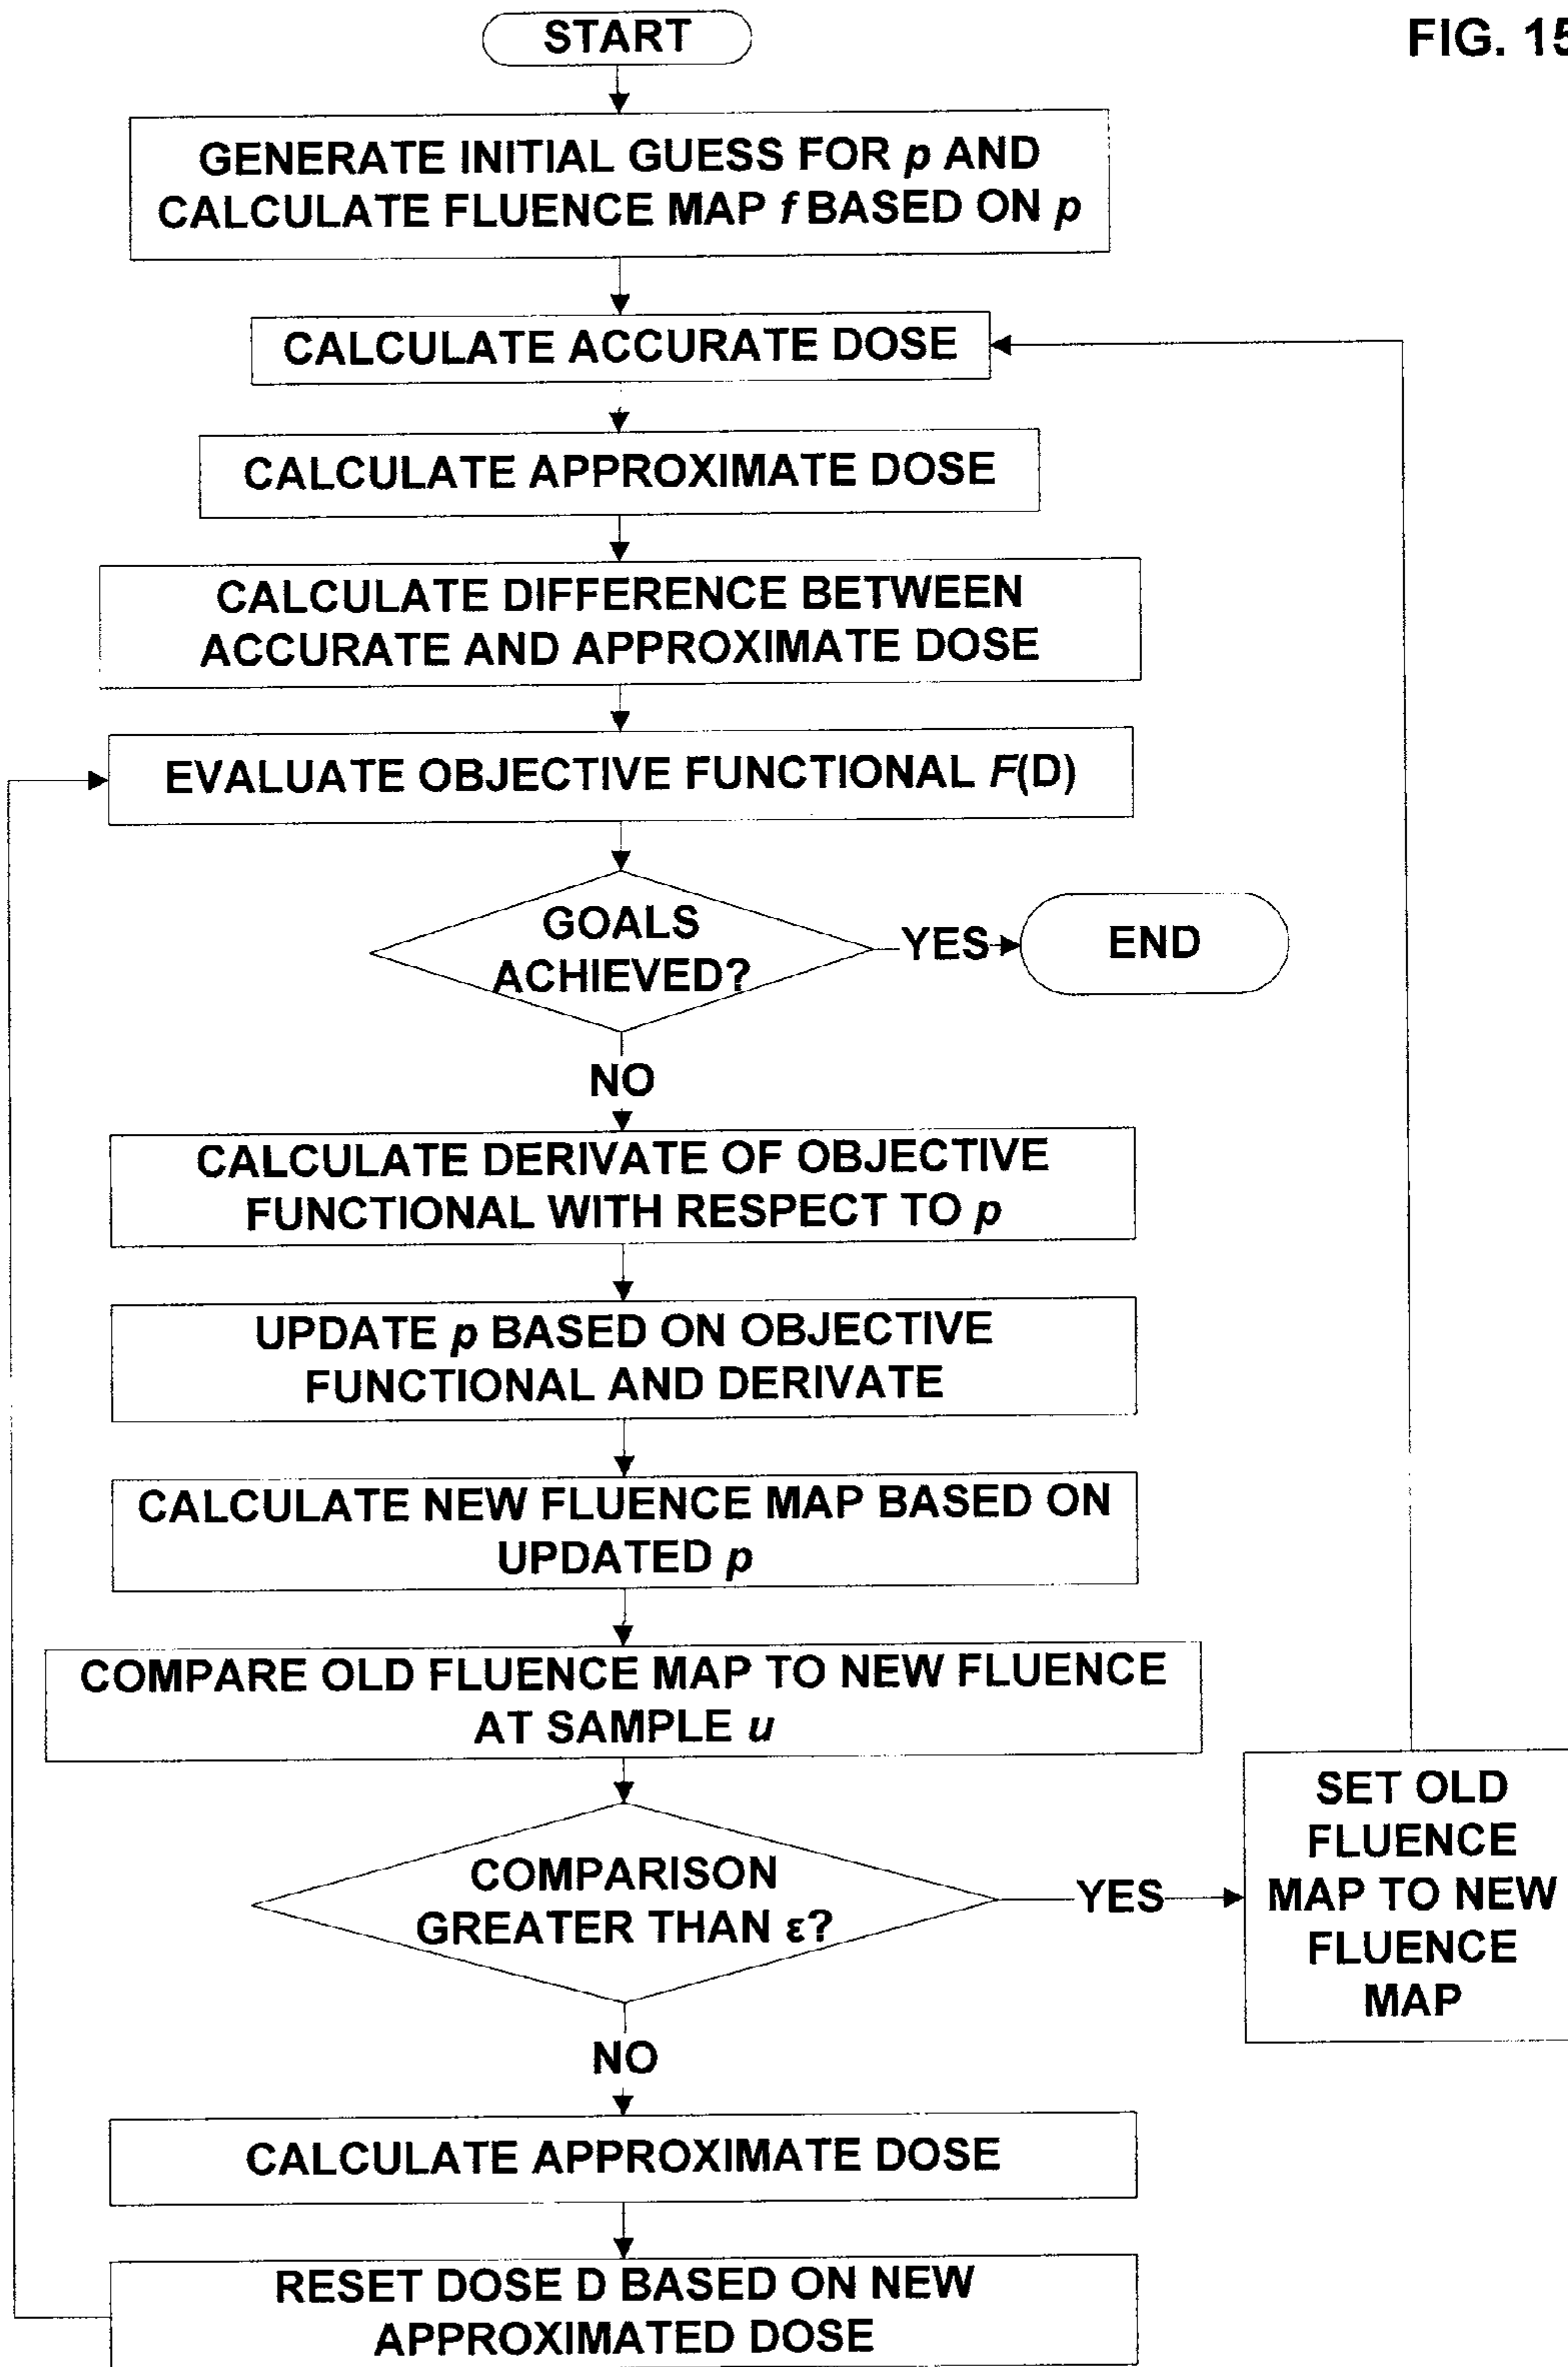 FIG. 15
START
GENERATE INITIAL GUESS FOR p AND
CALCULATE FLUENCE MAP f BASED ON p
CALCULATE ACCURATE DOSE
CALCULATE APPROXIMATE DOSE
CALCULATE DIFFERENCE BETWEEN
ACCURATE AND APPROXIMATE DOSE
EVALUATE OBJECTIVE FUNCTIONAL F(D)
GOALS
ACHIEVED?
YES
END
NO
CALCULATE DERIVATE OF OBJECTIVE
FUNCTIONAL WITH RESPECT TO p
UPDATE p BASED ON OBJECTIVE
FUNCTIONAL AND DERIVATE
CALCULATE NEW FLUENCE MAP BASED ON
UPDATED p
COMPARE OLD FLUENCE MAP TO NEW FLUENCE
AT SAMPLE u
COMPARISON
GREATER THAN ε?
YES
SET OLD
FLUENCE
MAP TO NEW
FLUENCE
MAP
NO
CALCULATE APPROXIMATE DOSE
RESET DOSE D BASED ON NEW
APPROXIMATED DOSE